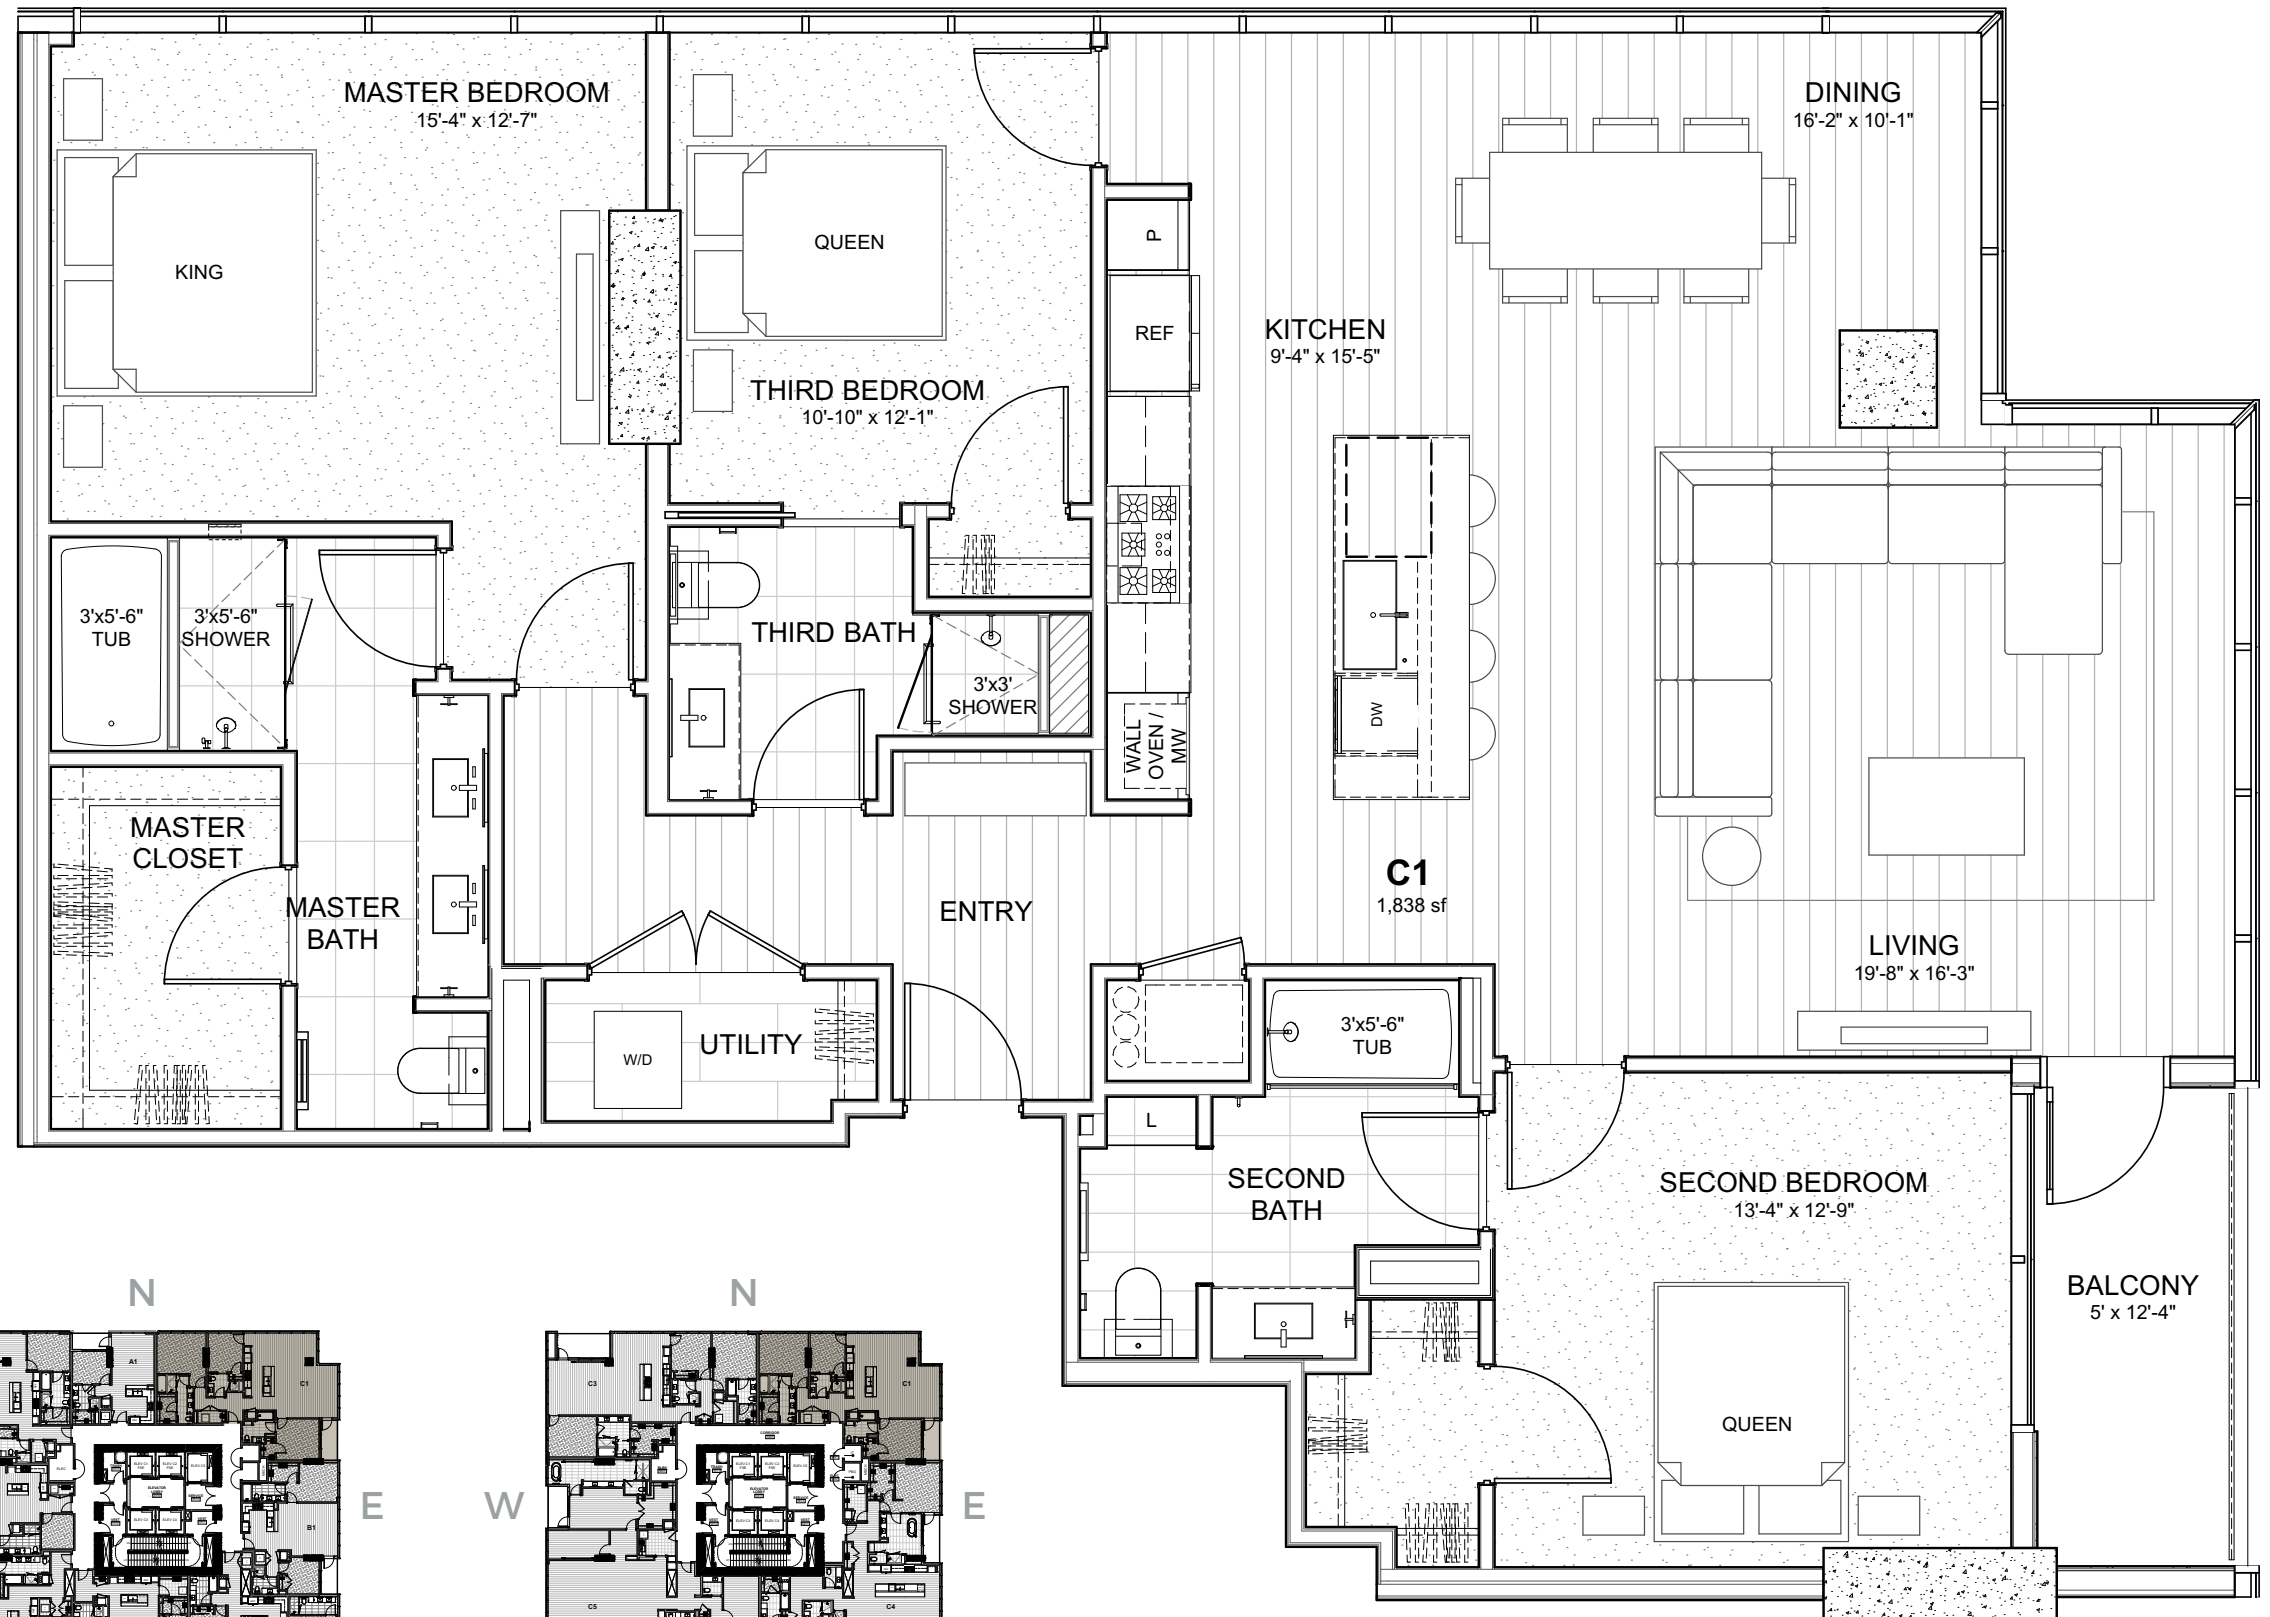 MASTER BEDROOM
15'-4" x 12'-7"
KING
QUEEN
THIRD BEDROOM
10'-10" x 12'-1"
DINING
16'-2" x 10'-1"
P
REF
KITCHEN
9'-4" x 15'-5"
3'x5'-6"
TUB
3'x5'-6"
SHOWER
THIRD BATH
3'x3'
SHOWER
WALL
OVEN /
MW
DW
MASTER
CLOSET
MASTER
BATH
ENTRY
C1
1,838 sf
LIVING
19'-8" x 16'-3"
W/D
UTILITY
3'x5'-6"
TUB
L
SECOND
BATH
SECOND BEDROOM
13'-4" x 12'-9"
QUEEN
BALCONY
5' x 12'-4"
N
A1
C1
B1
E
N
C3
C1
W
E
C5
C4